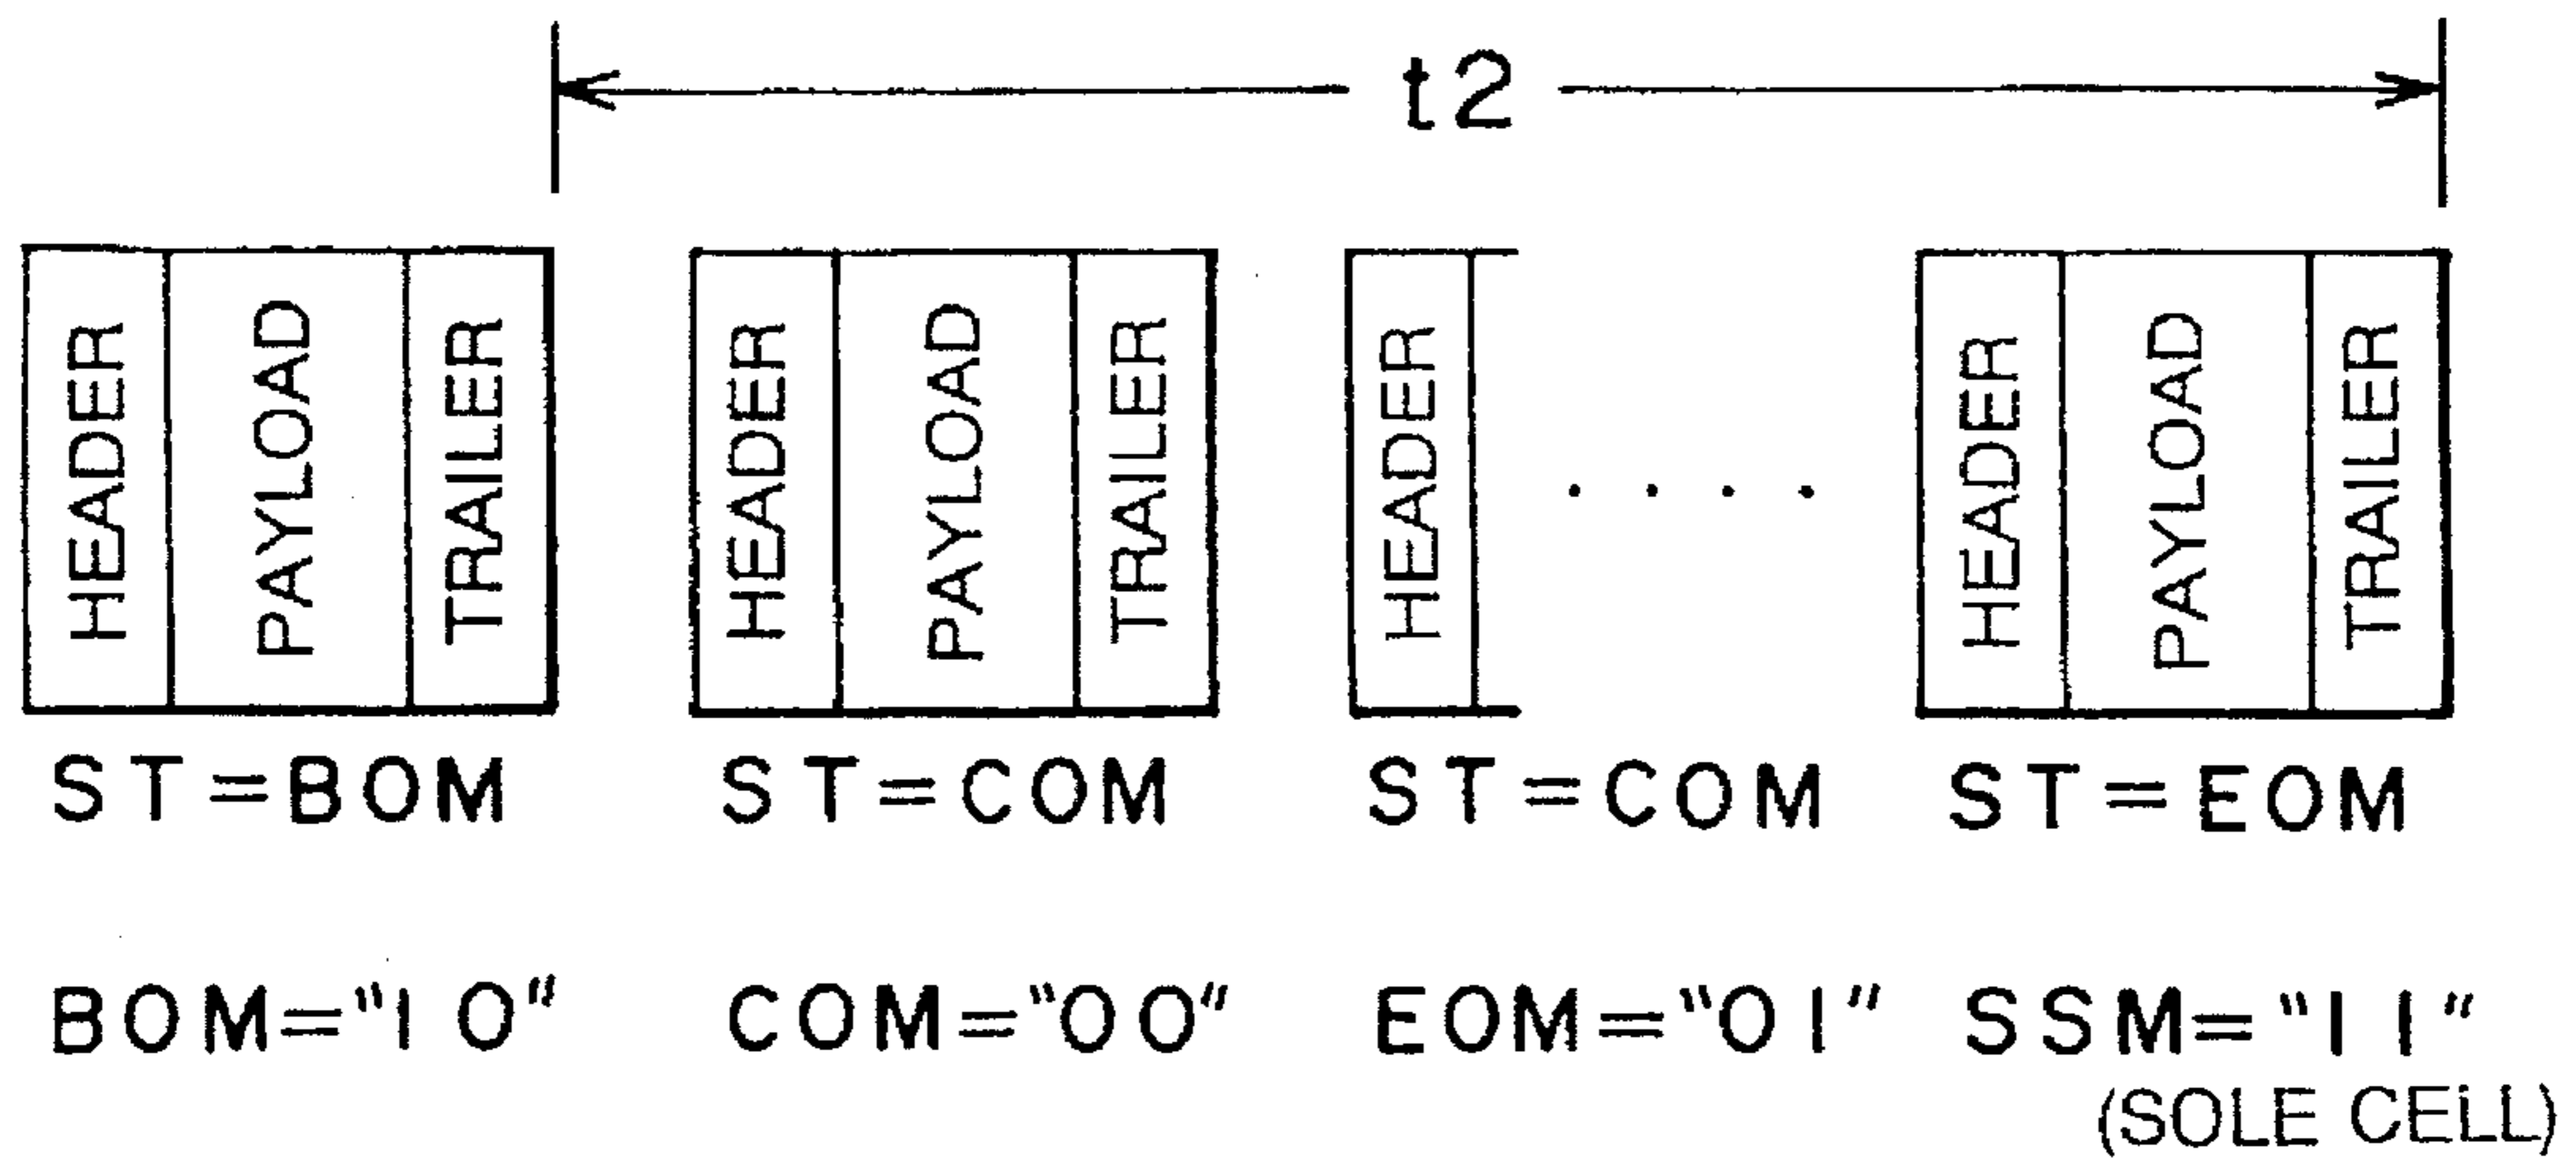 t2
HEADER PAYLOAD TRAILER HEADER PAYLOAD TRAILER HEADER . . . . HEADER PAYLOAD TRAILER
ST=BOM ST=COM ST=COM ST=EOM
BOM="10" COM="00" EOM="01" SSM="11"
(SOLE CELL)